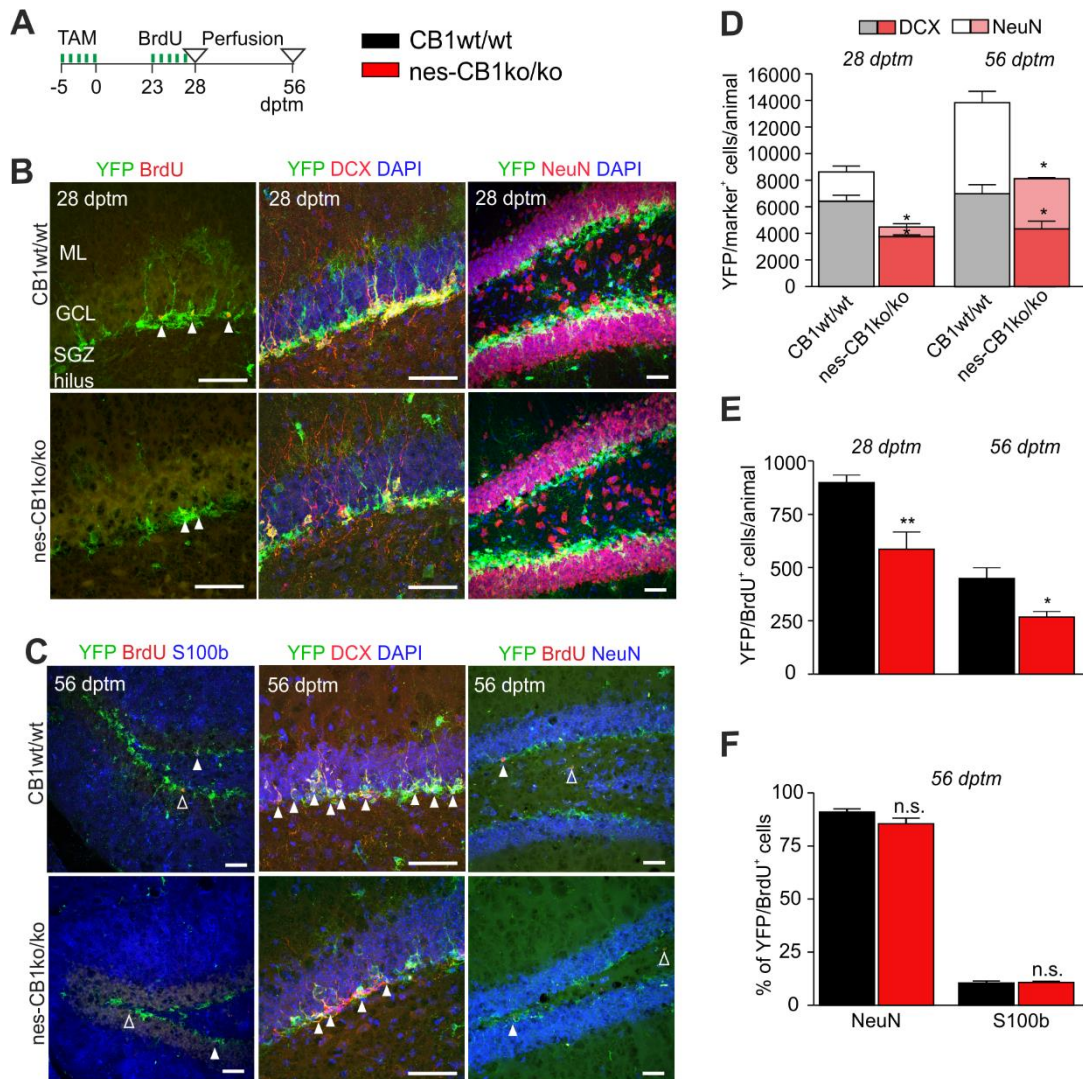 A
TAM BrdU Perfusion
-5 0 23 28 56
dptm
CB1wt/wt
nes-CB1ko/ko
B
YFP BrdU YFP DCX DAPI YFP NeuN DAPI
CB1wt/wt
28 dptm 28 dptm 28 dptm
ML
GCL
SGZ
hilus
nes-CB1ko/ko
C
YFP BrdU S100b YFP DCX DAPI YFP BrdU NeuN
CB1wt/wt
56 dptm 56 dptm 56 dptm
nes-CB1ko/ko
D
DCX NeuN
28 dptm 56 dptm
YFP/marker+ cells/animal
16000
14000
12000
10000
8000
6000
4000
2000
0
* * * *
CB1wt/wt nes-CB1ko/ko CB1wt/wt nes-CB1ko/ko
E
28 dptm 56 dptm
YFP/BrdU+ cells/animal
1000
750
500
250
0
** *
F
56 dptm
% of YFP/BrdU+ cells
100
75
50
25
0
n.s. n.s.
NeuN S100b